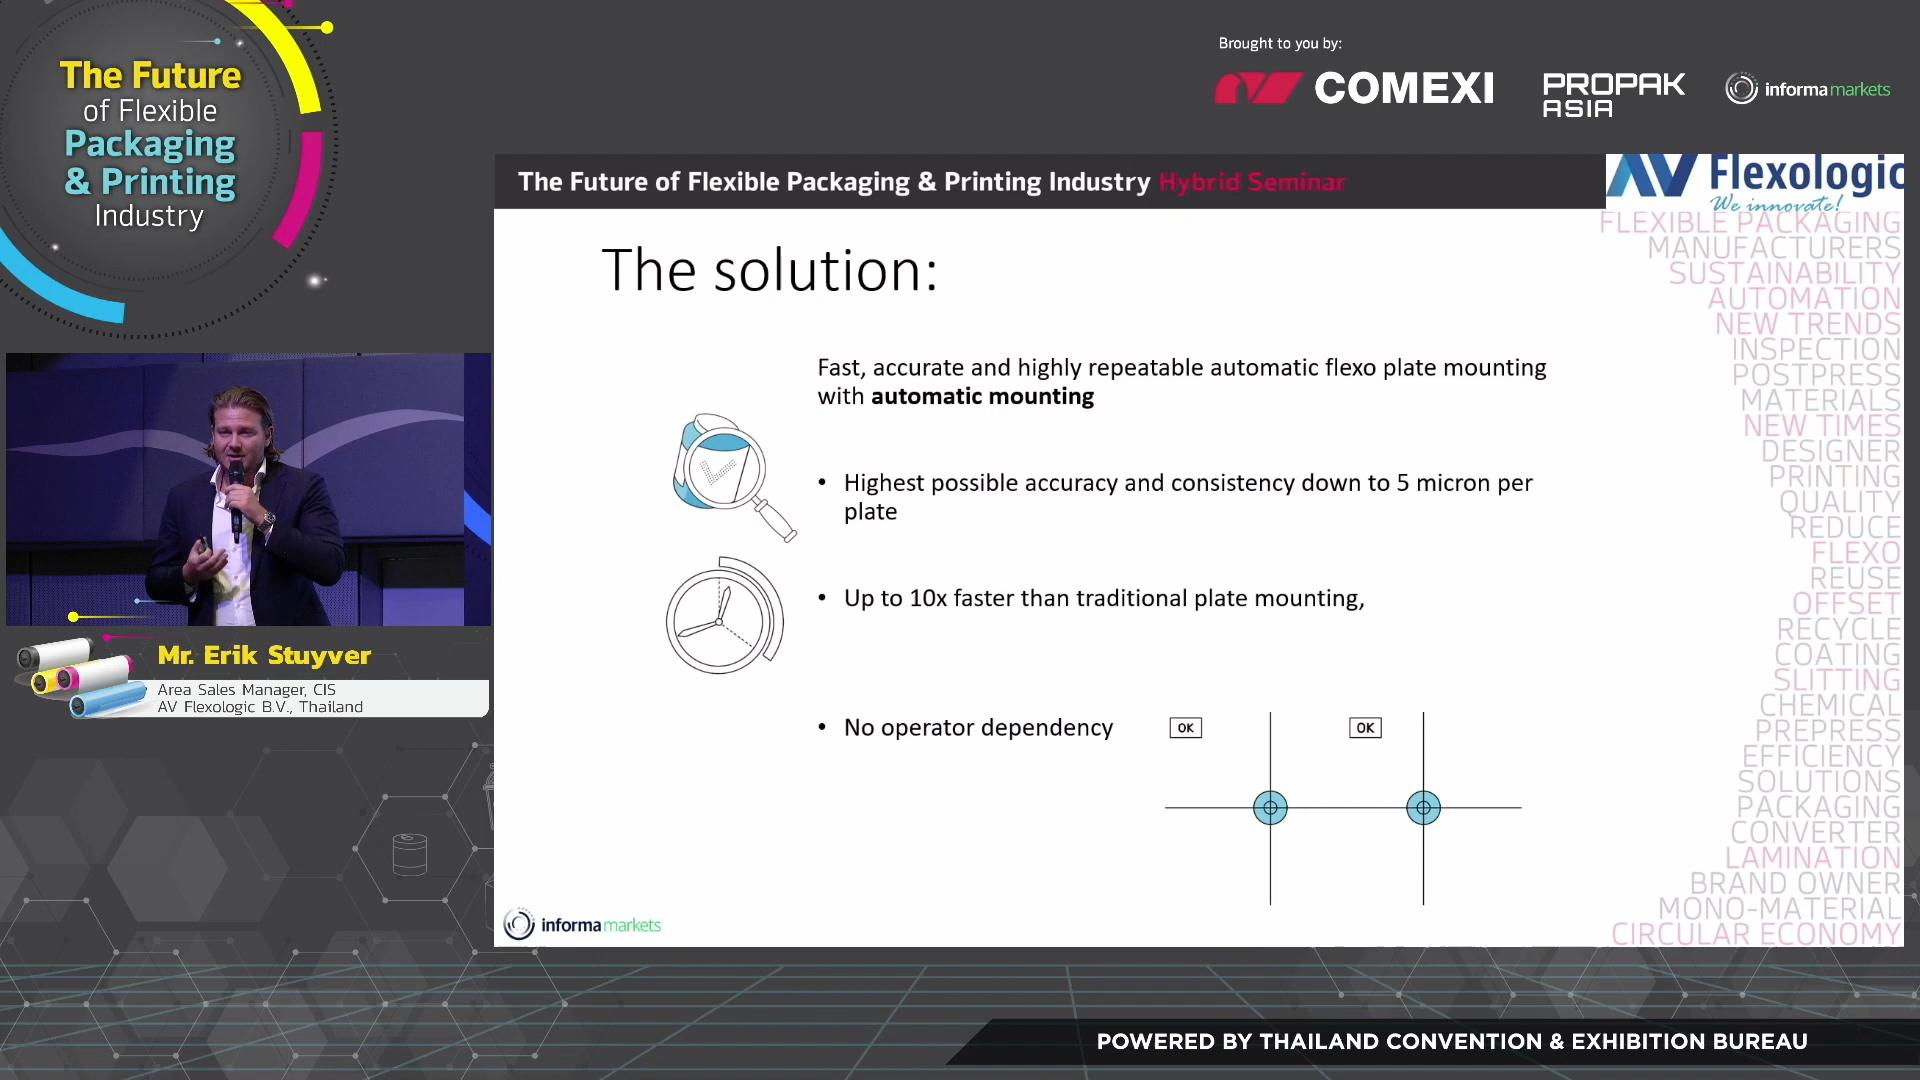 The Future
of Flexible
Packaging
& Printing
Industry
Brought to you by:
COMEXI
PROPAK
ASIA
informa markets
The Future of Flexible Packaging & Printing Industry Hybrid Seminar
AV Flexologic
We innovate!
The solution:
Fast, accurate and highly repeatable automatic flexo plate mounting
with automatic mounting
• Highest possible accuracy and consistency down to 5 micron per
plate
• Up to 10x faster than traditional plate mounting,
• No operator dependency
OK
OK
FLEXIBLE PACKAGING
MANUFACTURERS
SUSTAINABILITY
AUTOMATION
NEW TRENDS
INSPECTION
POSTPRESS
MATERIALS
NEW TIMES
DESIGNER
PRINTING
QUALITY
REDUCE
FLEXO
REUSE
OFFSET
RECYCLE
COATING
SLITTING
CHEMICAL
PREPRESS
EFFICIENCY
SOLUTIONS
PACKAGING
CONVERTER
LAMINATION
BRAND OWNER
MONO-MATERIAL
CIRCULAR ECONOMY
informa markets
Mr. Erik Stuyver
Area Sales Manager, CIS
AV Flexologic B.V., Thailand
POWERED BY THAILAND CONVENTION & EXHIBITION BUREAU